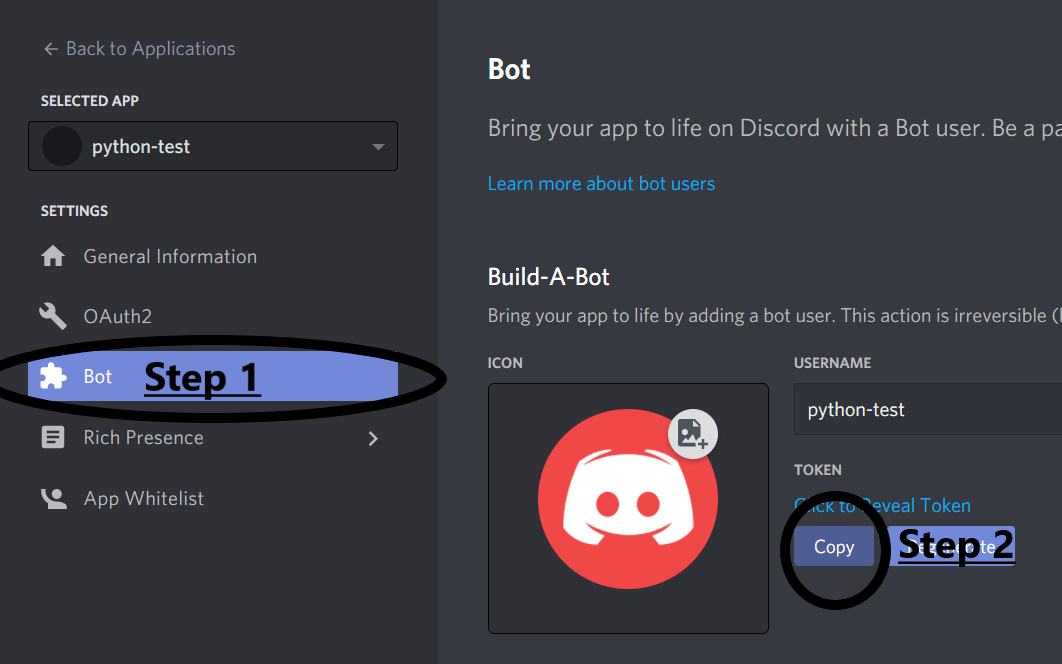 Back to Applications
SELECTED APP
python-test
SETTINGS
General Information
OAuth2
Bot
Step 1
Rich Presence
App Whitelist
Bot
Bring your app to life on Discord with a Bot user. Be a pa
Learn more about bot users
Build-A-Bot
Bring your app to life by adding a bot user. This action is irreversible (
ICON
USERNAME
python-test
TOKEN
Click to Reveal Token
Copy
Regenerate
Step 2